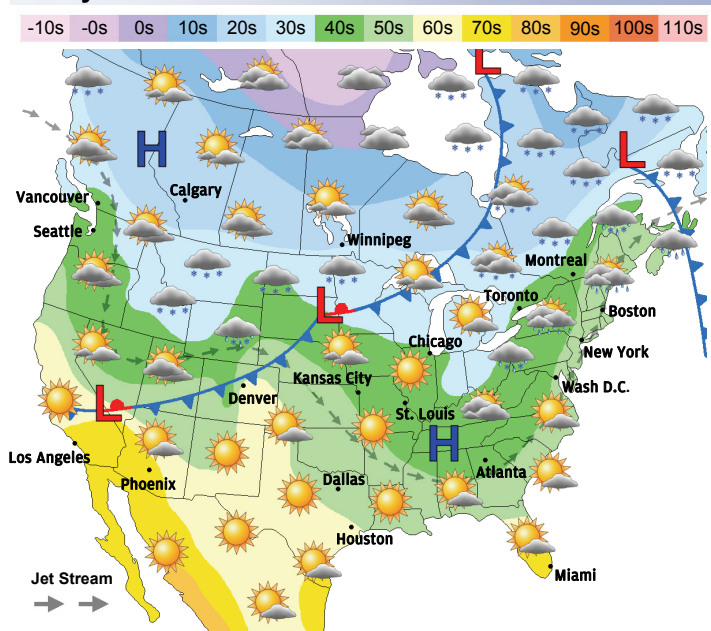 -10s -0s 0s 10s 20s 30s 40s 50s 60s 70s 80s 90s 100s 110s
L
L
H
Calgary
Vancouver
Seattle
Winnipeg
Montreal
Toronto
L
Boston
Chicago
New York
Kansas City
Wash D.C.
Denver
L
St. Louis
H
Los Angeles
Atlanta
Phoenix
Dallas
Houston
Miami
Jet Stream